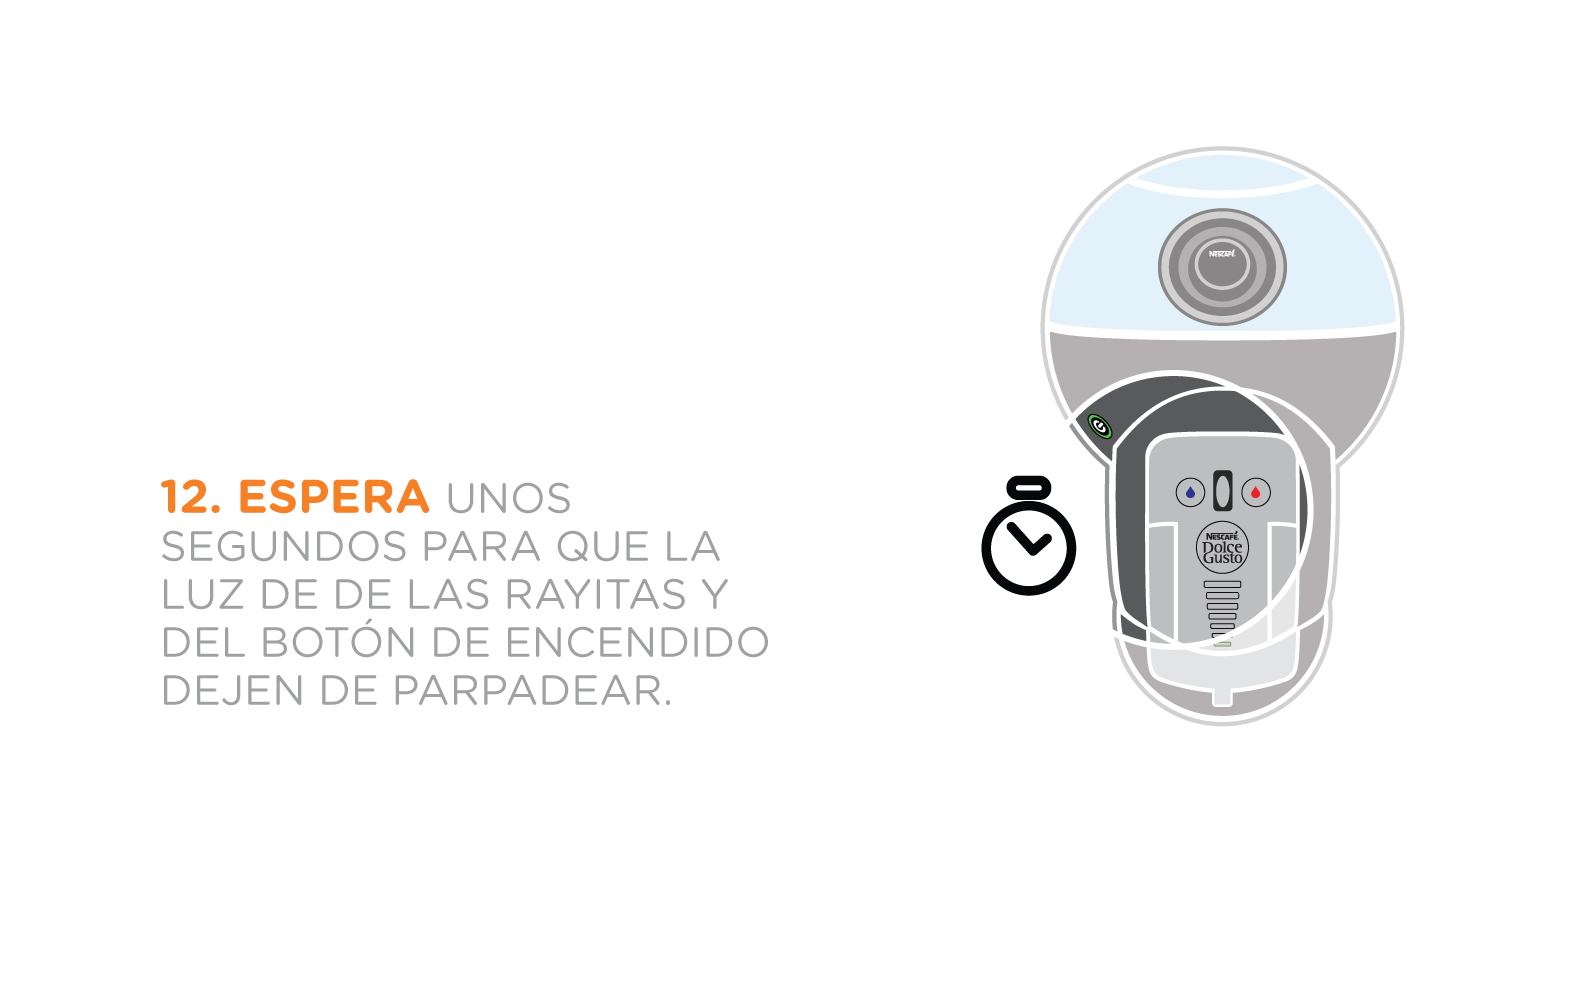 12. ESPERA UNOS
SEGUNDOS PARA QUE LA
LUZ DE DE LAS RAYITAS Y
DEL BOTÓN DE ENCENDIDO
DEJEN DE PARPADEAR.
NESCAFÉ
NESCAFÉ
Dolce
Gusto